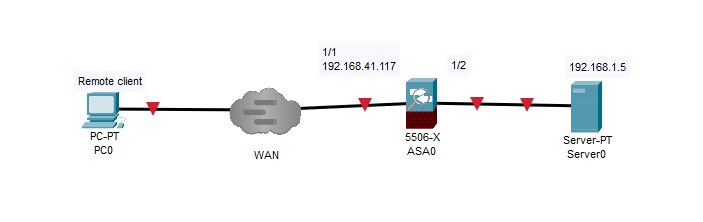 1/1
192.168.41.117
1/2
192.168.1.5
Remote client
PC-PT
PC0
WAN
5506-X
ASA0
Server-PT
Server0